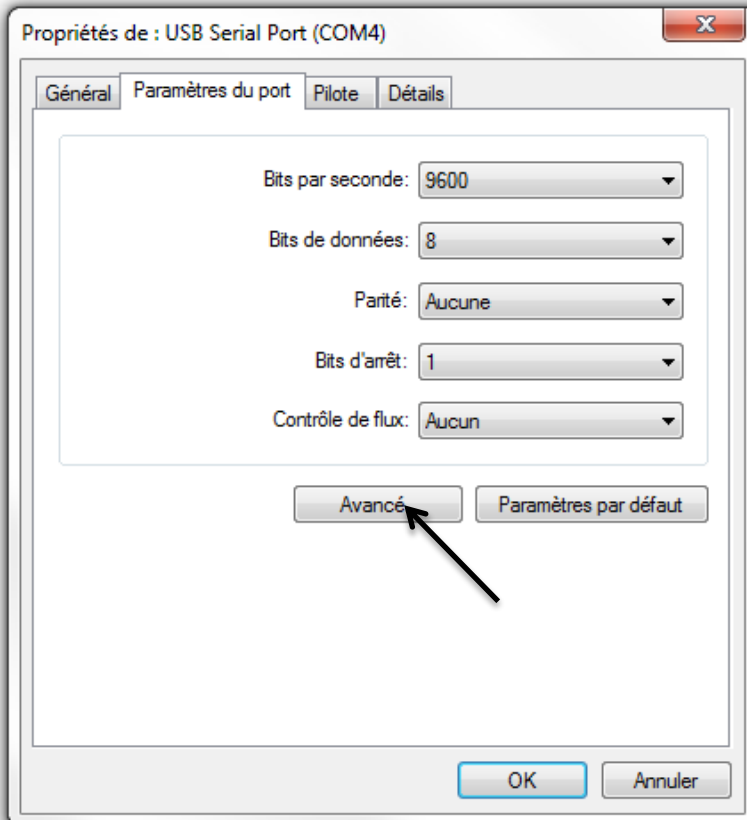 Propriétés de : USB Serial Port (COM4)
Général Paramètres du port Pilote Détails
Bits par seconde: 9600
Bits de données: 8
Parité: Aucune
Bits d'arrêt: 1
Contrôle de flux: Aucun
Avancé Paramètres par défaut
OK Annuler